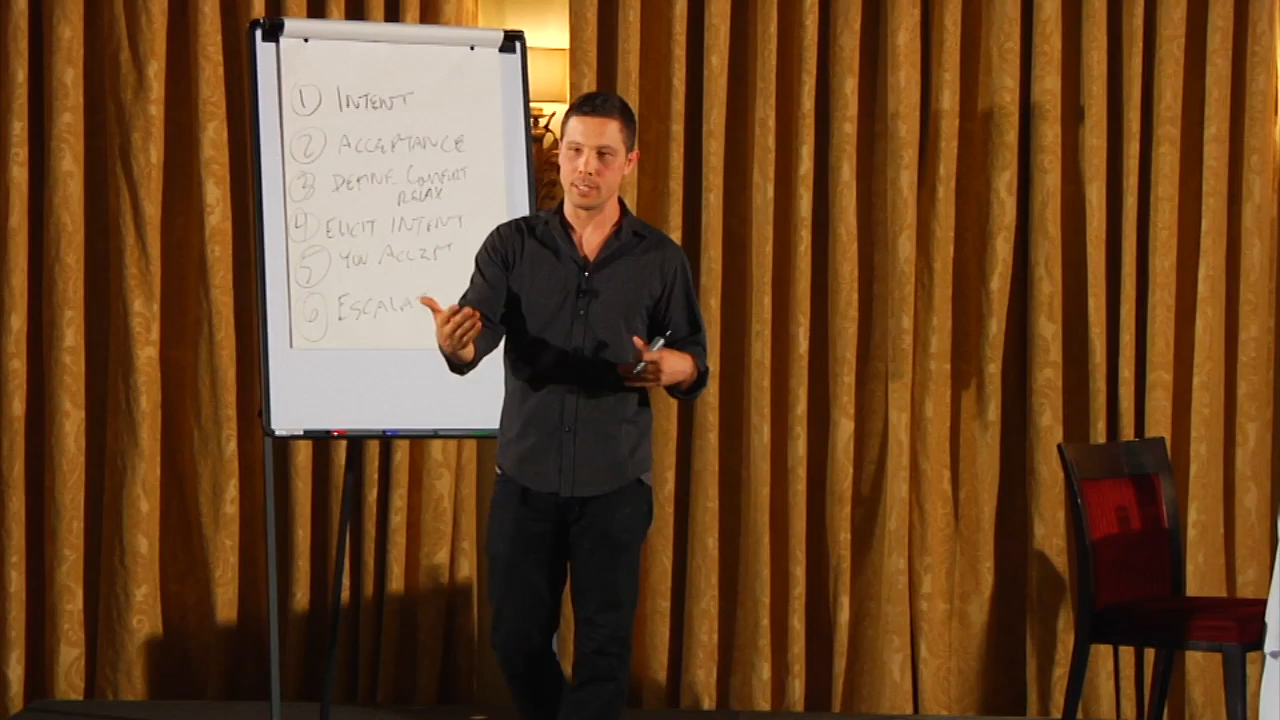 1 INTENT
2 ACCEPTANCE
3 DEFINE COMFORT
RELAX
4 ELICIT INTENT
5 YOU ACCEPT
6 ESCALA